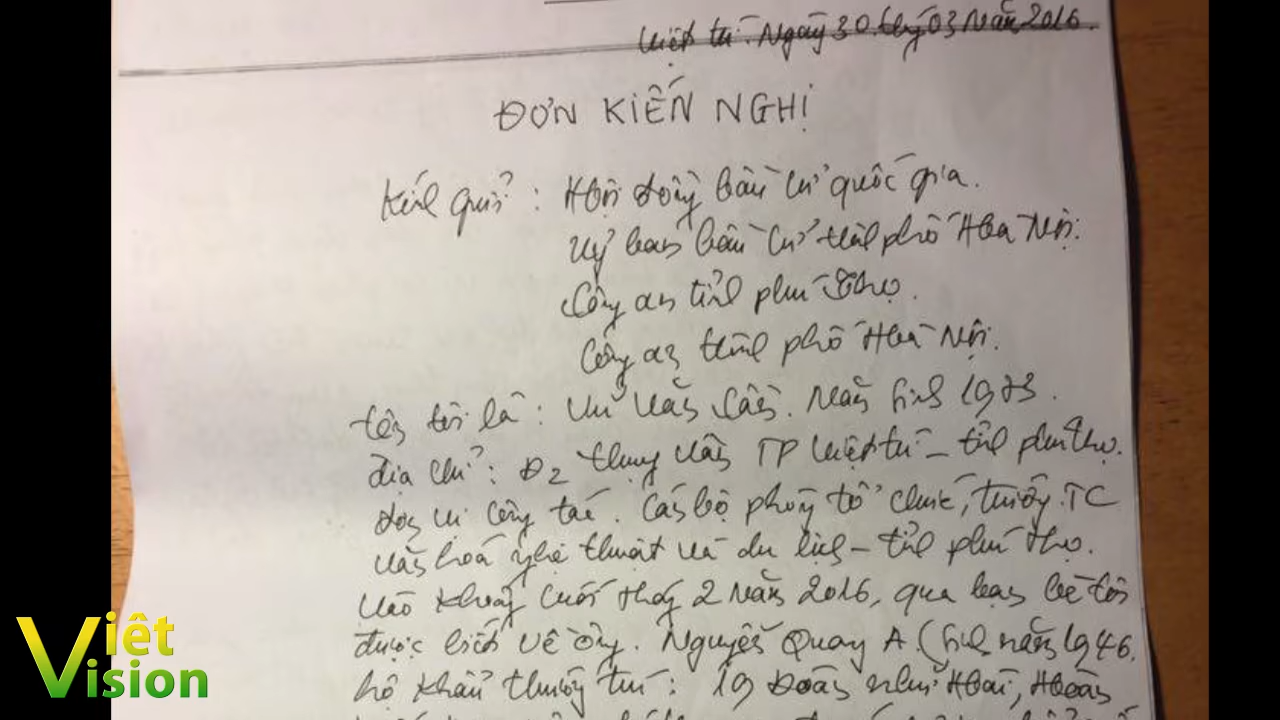 Việt trì. Ngày 30 tháng 03 Năm 2016.
ĐƠN KIẾN NGHỊ
Kính gửi : Hội đồng bầu cử quốc gia.
Uỷ ban bầu cử thành phố Hà Nội.
Công an tỉnh phú Thọ.
Công an thành phố Hà Nội.
tên tôi là : Năm sinh 1973.
địa chỉ : Đ2 Vân TP Việt trì - tỉnh phú Thọ.
đơn vị công tác. Cán bộ phòng tổ chức, trường TC
văn hoá nghệ thuật và du lịch - tỉnh phú Thọ.
vào khoảng cuối tháng 2 năm 2016, qua bạn bè tôi
được biết về ông. Nguyễn Quang A (sinh năm 1946.
hộ khẩu thường trú : 19 Đoàn như Hài, Hoàn
Việt Vision